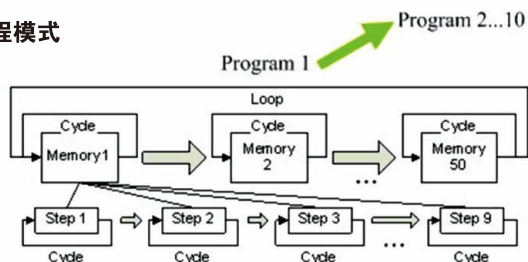 程模式
Program 2...10
Program 1
Loop
Cycle
Cycle
Cycle
Memory1
Memory
2
Memory
50
...
Step 1
Step 2
Step 3
Step 9
...
Cycle
Cycle
Cycle
Cycle